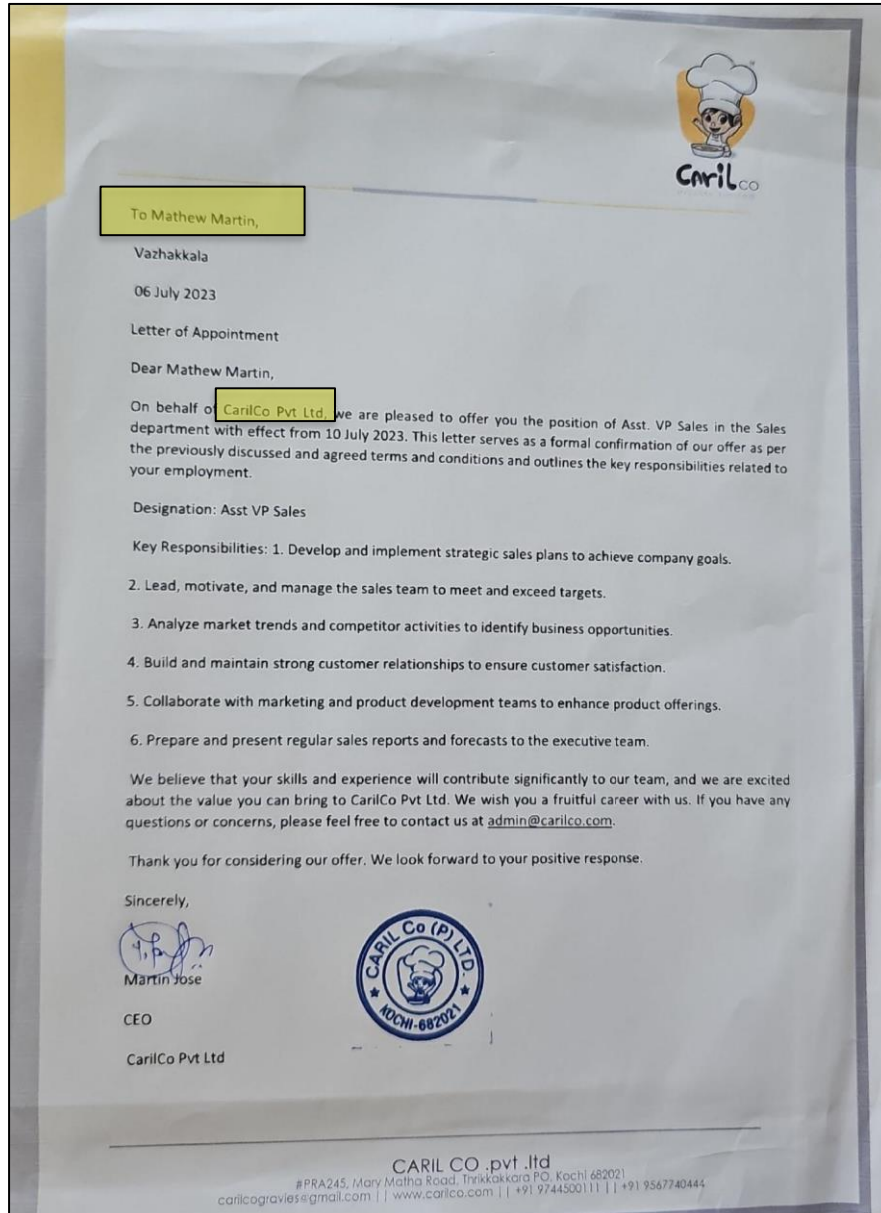 Caril CO
To Mathew Martin,
Vazhakkala
06 July 2023
Letter of Appointment
Dear Mathew Martin,
On behalf of CarilCo Pvt Ltd, we are pleased to offer you the position of Asst. VP Sales in the Sales
department with effect from 10 July 2023. This letter serves as a formal confirmation of our offer as per
the previously discussed and agreed terms and conditions and outlines the key responsibilities related to
your employment.
Designation: Asst VP Sales
Key Responsibilities: 1. Develop and implement strategic sales plans to achieve company goals.
2. Lead, motivate, and manage the sales team to meet and exceed targets.
3. Analyze market trends and competitor activities to identify business opportunities.
4. Build and maintain strong customer relationships to ensure customer satisfaction.
5. Collaborate with marketing and product development teams to enhance product offerings.
6. Prepare and present regular sales reports and forecasts to the executive team.
We believe that your skills and experience will contribute significantly to our team, and we are excited
about the value you can bring to CarilCo Pvt Ltd. We wish you a fruitful career with us. If you have any
questions or concerns, please feel free to contact us at admin@carilco.com.
Thank you for considering our offer. We look forward to your positive response.
Sincerely,
Martin Jose
CEO
CarilCo Pvt Ltd
CARIL Co (P) LTD.
KOCHI-682021
CARIL CO .pvt .ltd
#PRA245, Mary Matha Road, Thrikkakkara PO, Kochi 682021
carilcogravies@gmail.com || www.carilco.com || +91 9744500111 || +91 9567740444